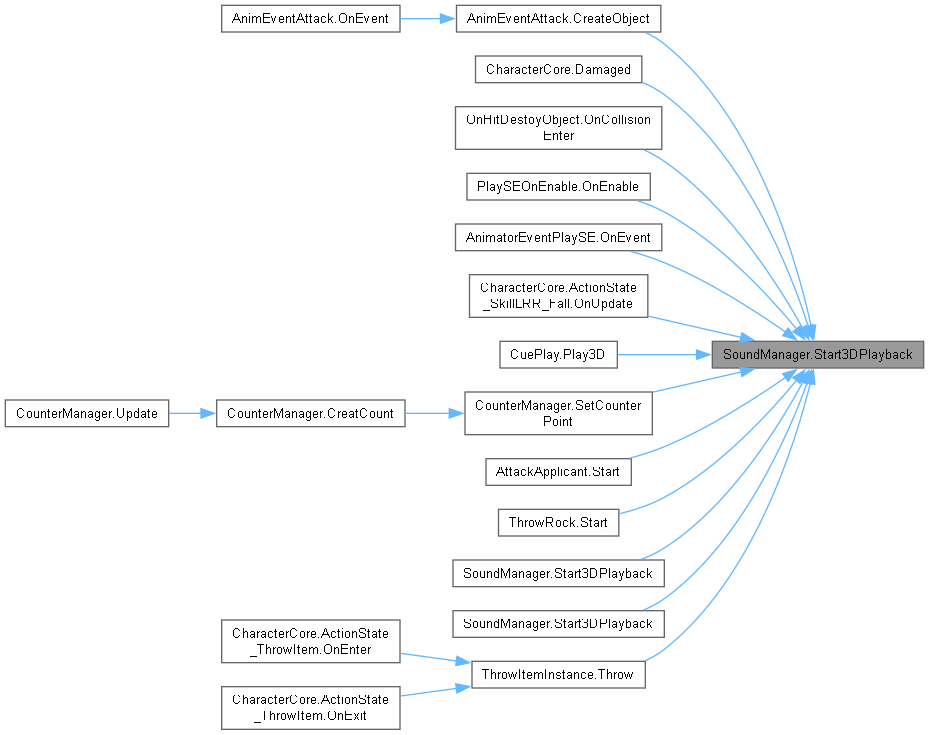 AnimEventAttack.OnEvent
AnimEventAttack.CreateObject
CharacterCore.Damaged
OnHitDestoyObject.OnCollision
Enter
PlaySEOnEnable.OnEnable
AnimatorEventPlaySE.OnEvent
CharacterCore.ActionState
_SkillLRR_Fall.OnUpdate
SoundManager.Start3DPlayback
CuePlay.Play3D
CounterManager.Update
CounterManager.CreatCount
CounterManager.SetCounter
Point
AttackApplicant.Start
ThrowRock.Start
SoundManager.Start3DPlayback
SoundManager.Start3DPlayback
CharacterCore.ActionState
_ThrowItem.OnEnter
ThrowItemInstance.Throw
CharacterCore.ActionState
_ThrowItem.OnExit